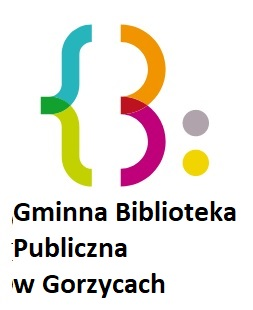 {B:
Gminna Biblioteka
Publiczna
w Gorzycach